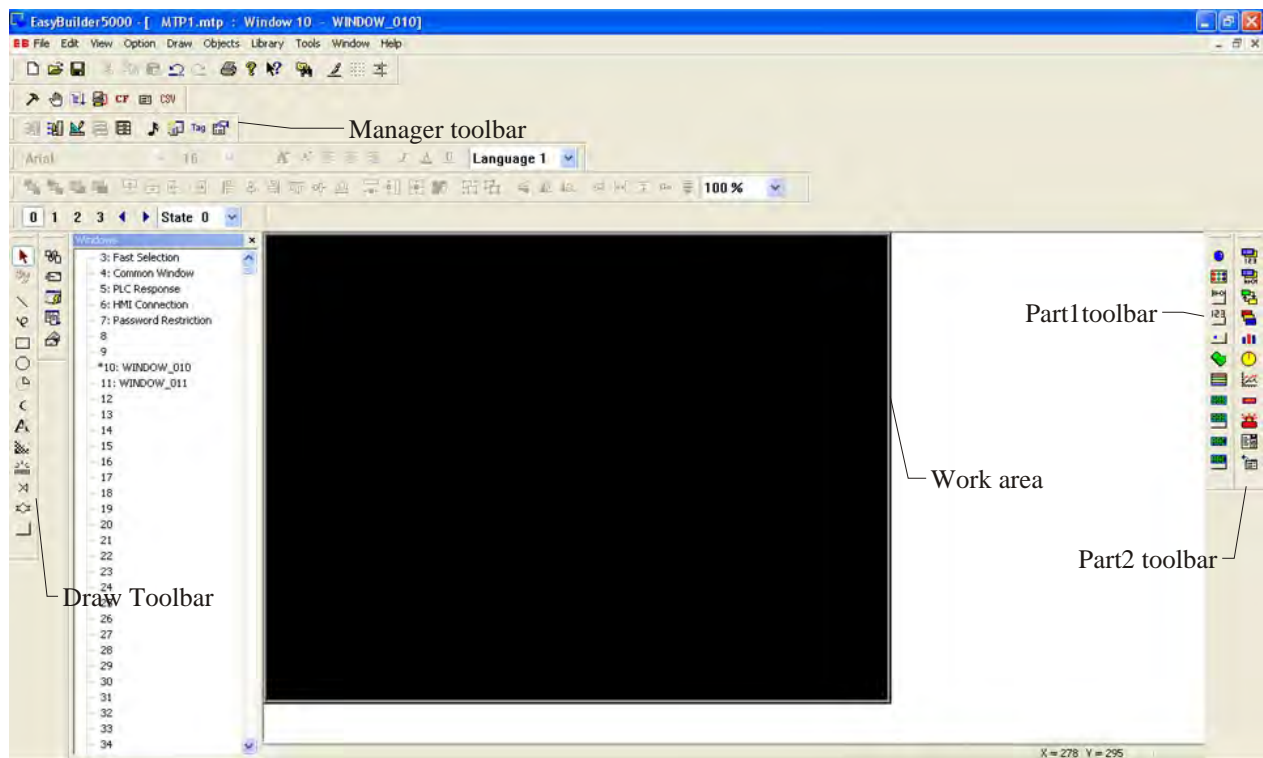 EasyBuilder5000 - [ MTP1.mtp : Window 10 - WINDOW_010]
EB File Edit View Option Draw Objects Library Tools Window Help
CF CSV
Tag
Manager toolbar
Arial 16 A A Language 1
100 %
0 1 2 3 State 0
Windows
3: Fast Selection
4: Common Window
5: PLC Response
6: HMI Connection
7: Password Restriction
8
9
*10: WINDOW_010
11: WINDOW_011
12
13
14
15
16
17
18
19
20
21
22
23
24
25
26
27
28
29
30
31
32
33
34
Draw Toolbar
Work area
Part1toolbar
123
123
Part2 toolbar
X = 278 Y = 295